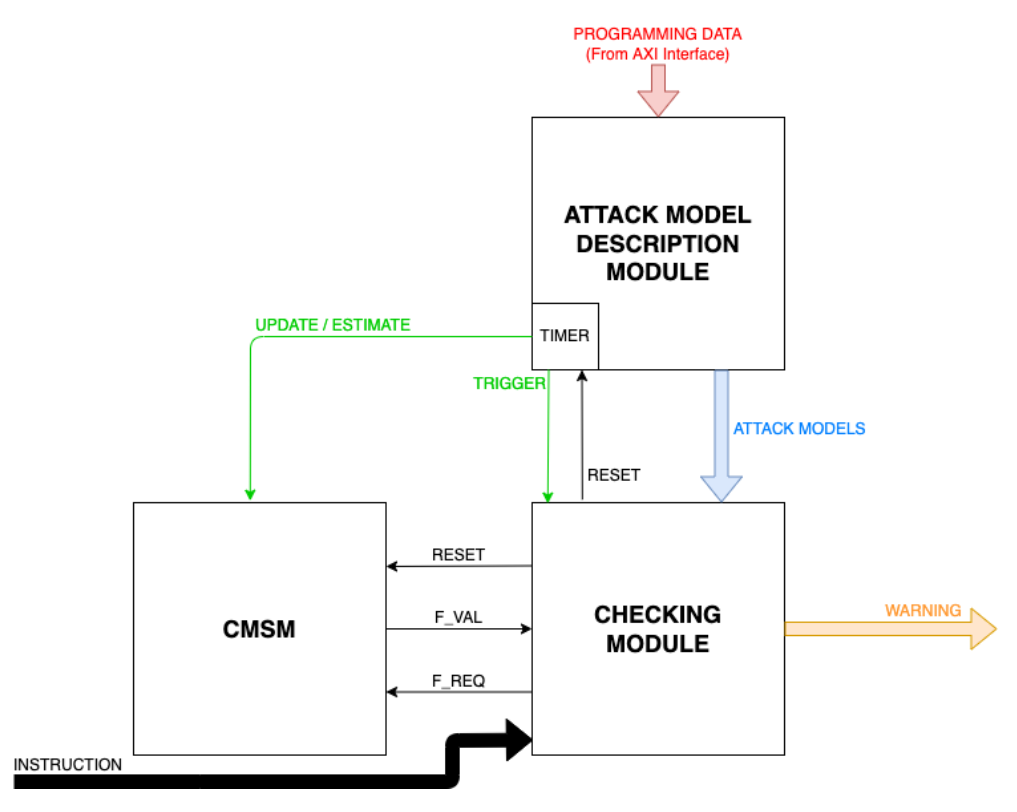 PROGRAMMING DATA
(From AXI Interface)
ATTACK MODEL
DESCRIPTION
MODULE
TIMER
UPDATE / ESTIMATE
TRIGGER
ATTACK MODELS
RESET
RESET
F_VAL
F_REQ
CMSM
CHECKING
MODULE
WARNING
INSTRUCTION